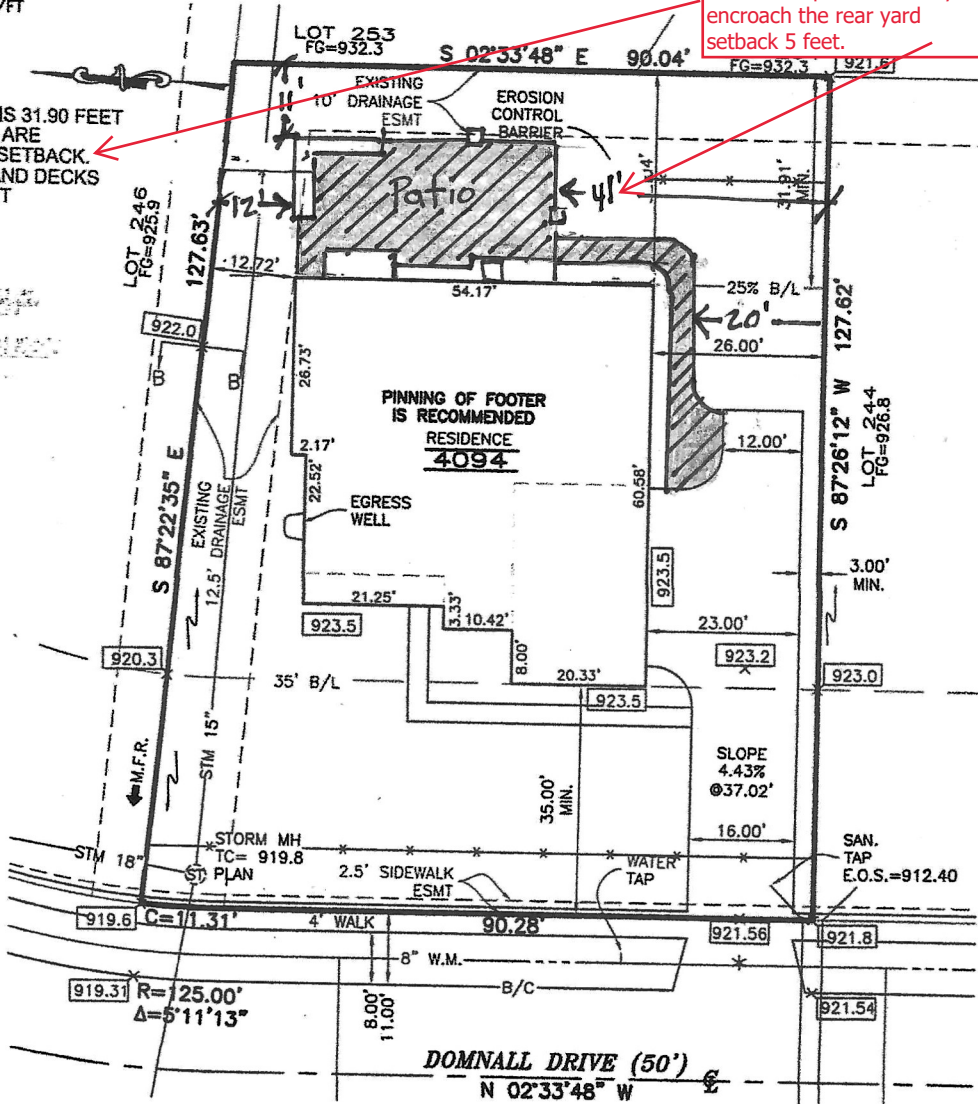 /FT
encroach the rear yard
setback 5 feet.
LOT 253
FG=932.3
S 02°33'48" E 90.04'
FG=932.3
921.6
IS 31.90 FEET
ARE
SETBACK.
AND DECKS
T
EXISTING
10' DRAINAGE
ESMT
EROSION
CONTROL
BARRIER
11'
Patio
41'
31.91'
MIN.
12
LOT 246
FG=925.9
127.63'
12.72'
54.17'
25% B/L
20'
26.00'
127.62'
922.0
B
B
26.73'
PINNING OF FOOTER
IS RECOMMENDED
RESIDENCE
4094
2.17'
22.52'
EGRESS
WELL
60.58'
12.00'
LOT 244
FG=926.8
S 87°26'12" W
S 87°22'35" E
EXISTING
12.5' DRAINAGE
ESMT
3.00'
MIN.
923.5
21.25'
923.5
3.33'
10.42'
8.00'
20.33'
923.5
23.00'
923.2
923.0
920.3
35' B/L
M.F.R.
STM 15"
35.00'
MIN.
SLOPE
4.43%
@37.02'
16.00'
STORM MH
TC= 919.8
ST PLAN
STM 18"
2.5' SIDEWALK
ESMT
WATER
TAP
SAN.
TAP
E.O.S.=912.40
919.6
C=11.31'
4' WALK
90.28'
921.56
921.8
8" W.M.
B/C
919.31
R=125.00'
Δ=5°11'13"
8.00'
11.00'
921.54
DOMNALL DRIVE (50')
N 02°33'48" W